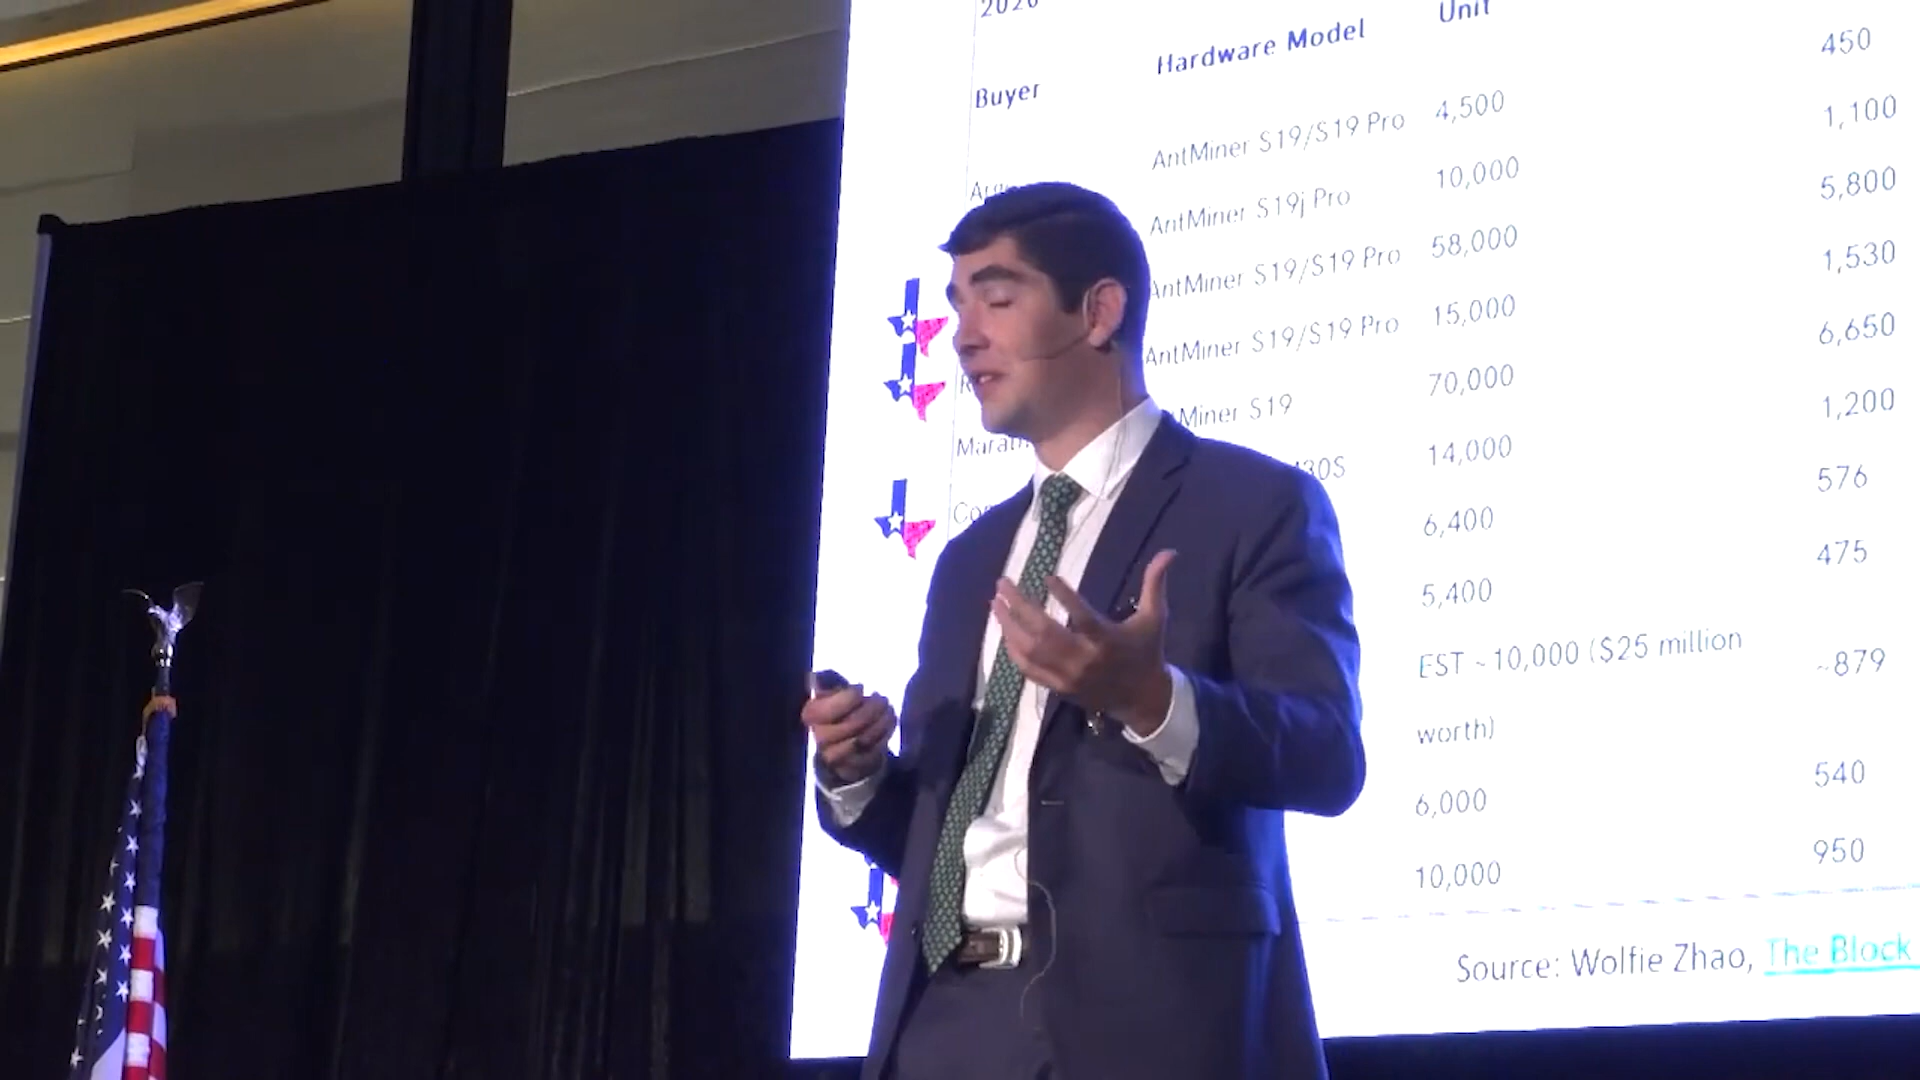 2020
Unit
Hardware Model
Buyer
450
AntMiner S19/S19 Pro 4,500
1,100
AntMiner S19j Pro 10,000
5,800
AntMiner S19/S19 Pro 58,000
1,530
AntMiner S19/S19 Pro 15,000
6,650
Miner S19 70,000
1,200
M30S 14,000
576
6,400
475
5,400
EST ~10,000 ($25 million
worth)
~879
6,000
540
10,000
950
Source: Wolfie Zhao, The Block